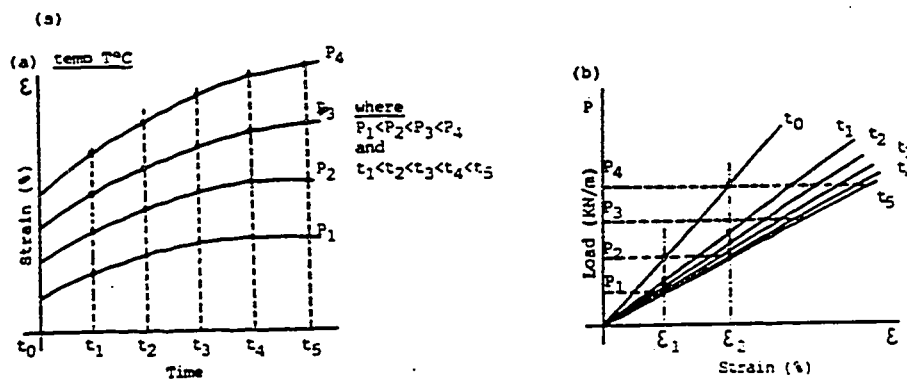 (s)
(a) temp T°C
ε
Strain (%)
P4
P3
P2
P1
where
P1<P2<P3<P4
and
t1<t2<t3<t4<t5
t0 t1 t2 t3 t4 t5
Time
(b)
P
Load (KN/m)
P4
P3
P2
P1
t0
t1
t2
t5
ε1 ε2 ε
Strain (%)